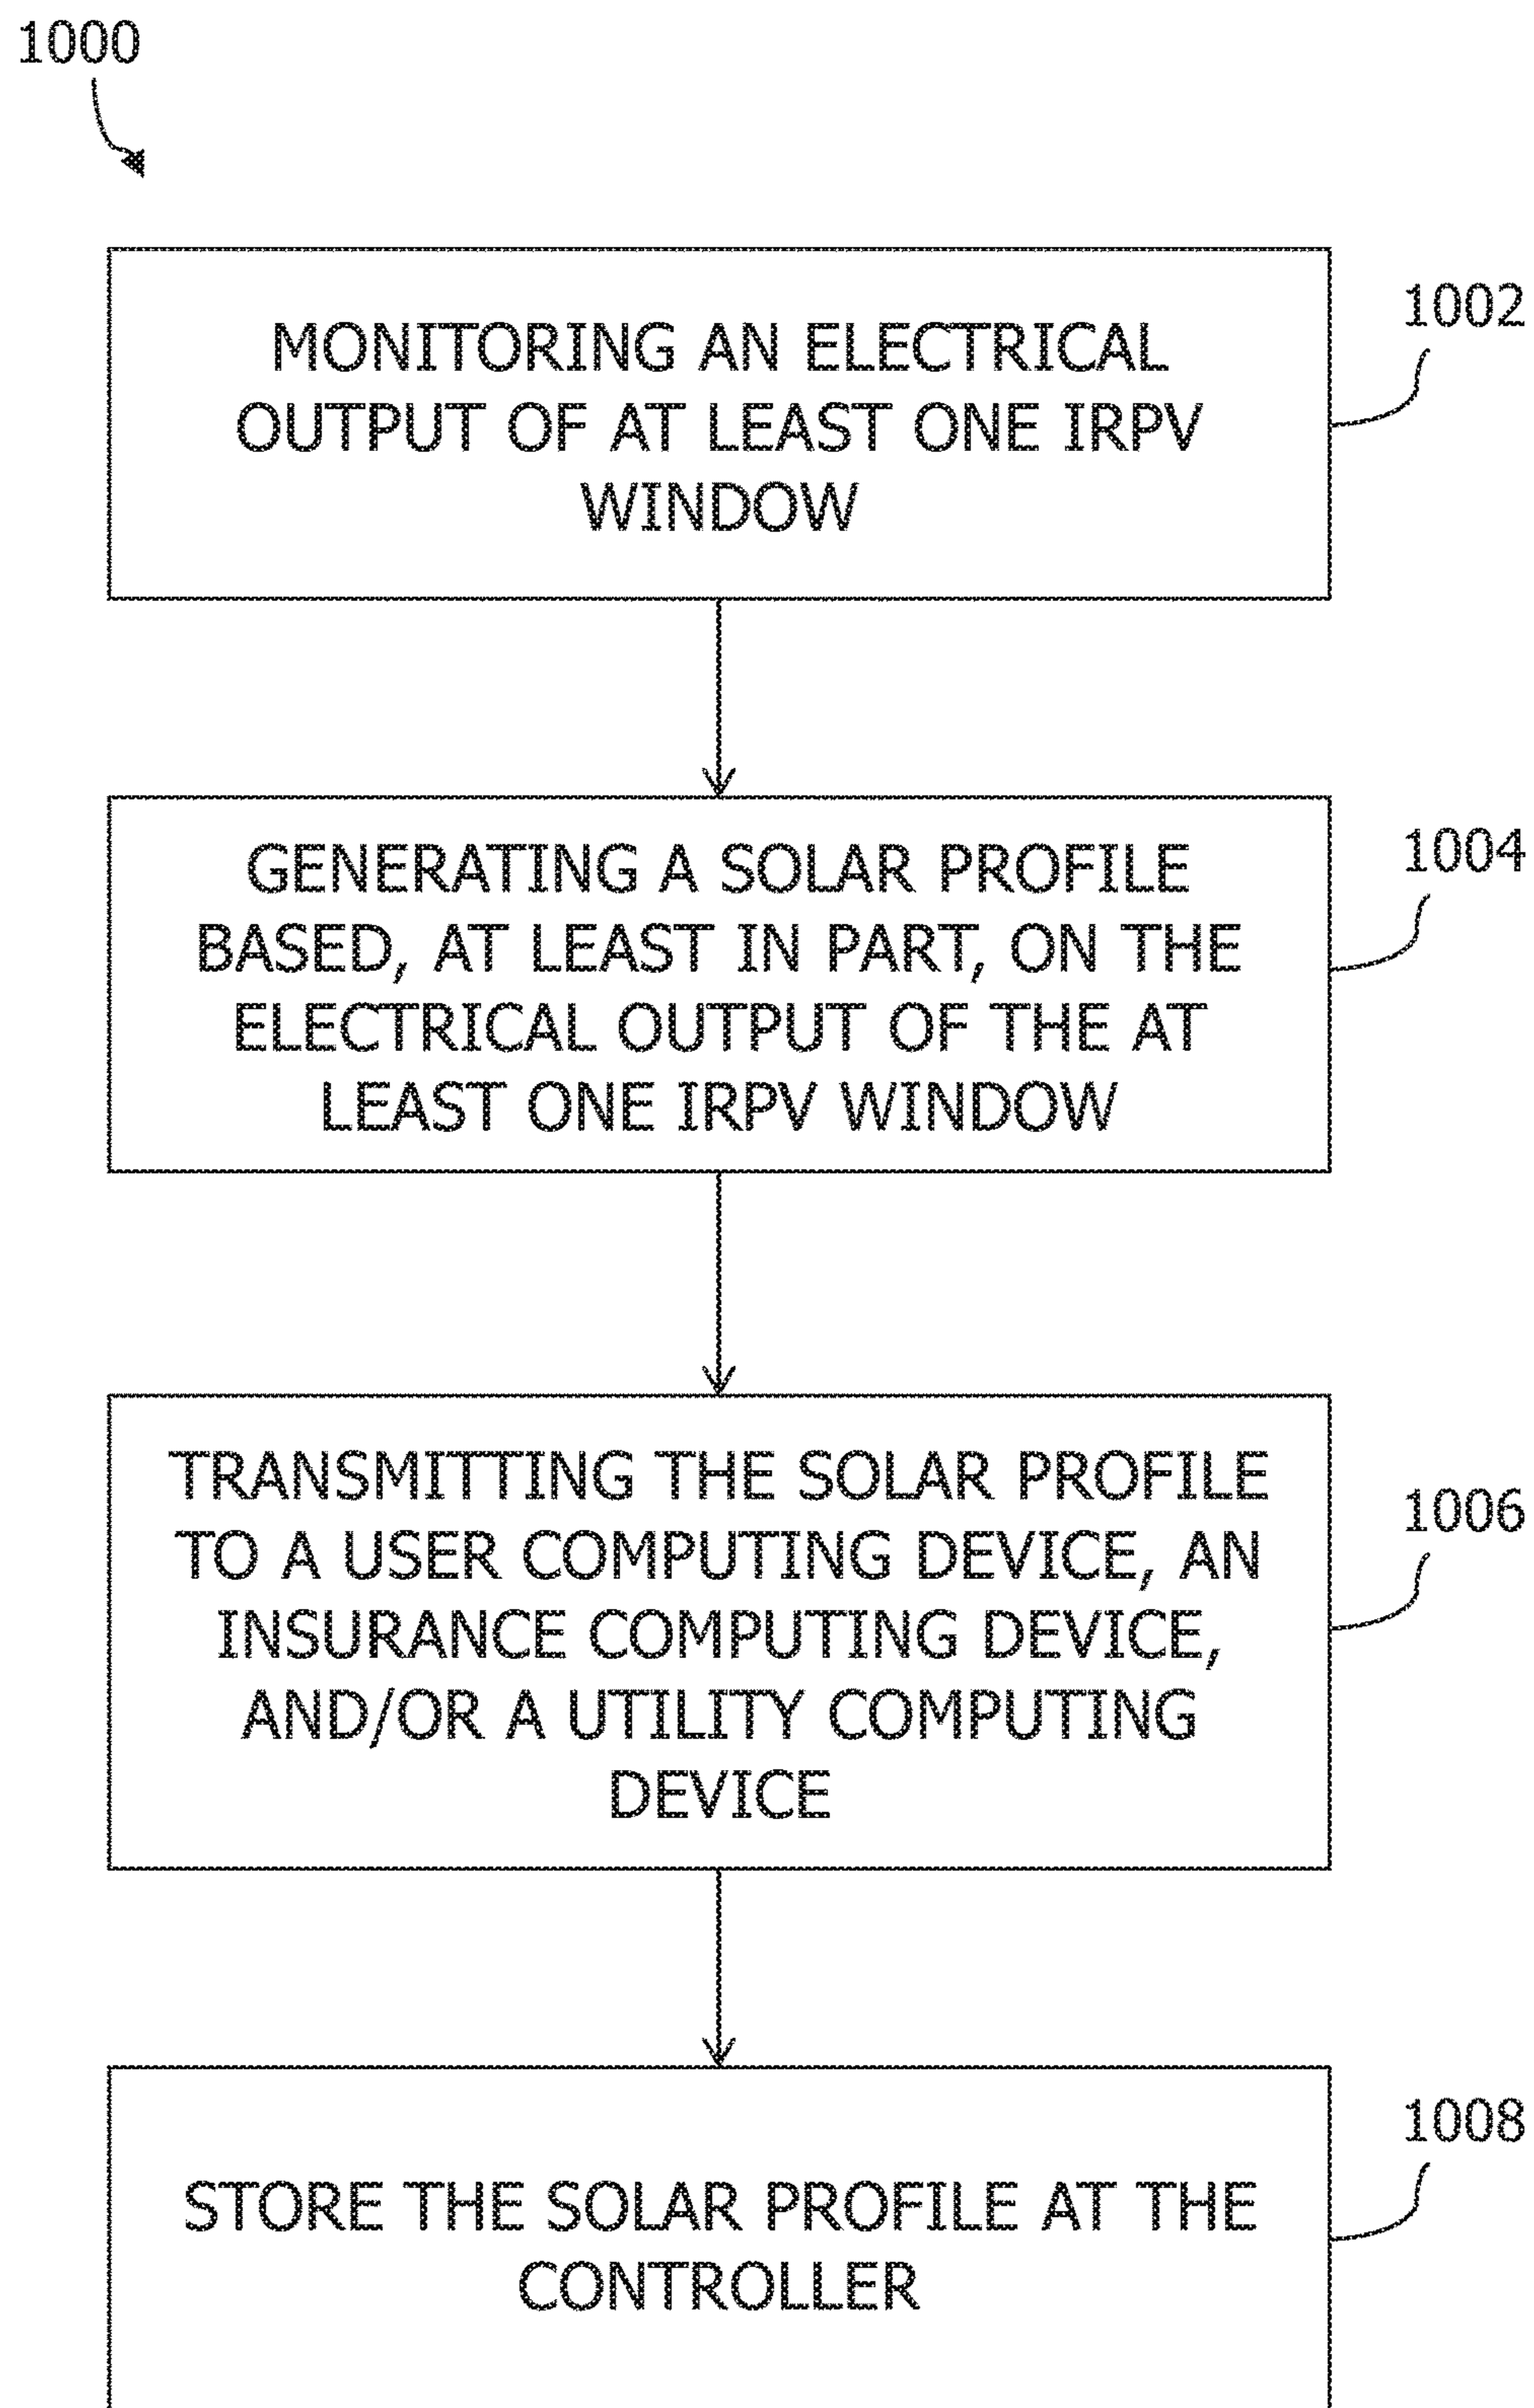 1000
MONITORING AN ELECTRICAL
OUTPUT OF AT LEAST ONE IRPV
WINDOW
1002
GENERATING A SOLAR PROFILE
BASED, AT LEAST IN PART, ON THE
ELECTRICAL OUTPUT OF THE AT
LEAST ONE IRPV WINDOW
1004
TRANSMITTING THE SOLAR PROFILE
TO A USER COMPUTING DEVICE, AN
INSURANCE COMPUTING DEVICE,
AND/OR A UTILITY COMPUTING
DEVICE
1006
STORE THE SOLAR PROFILE AT THE
CONTROLLER
1008